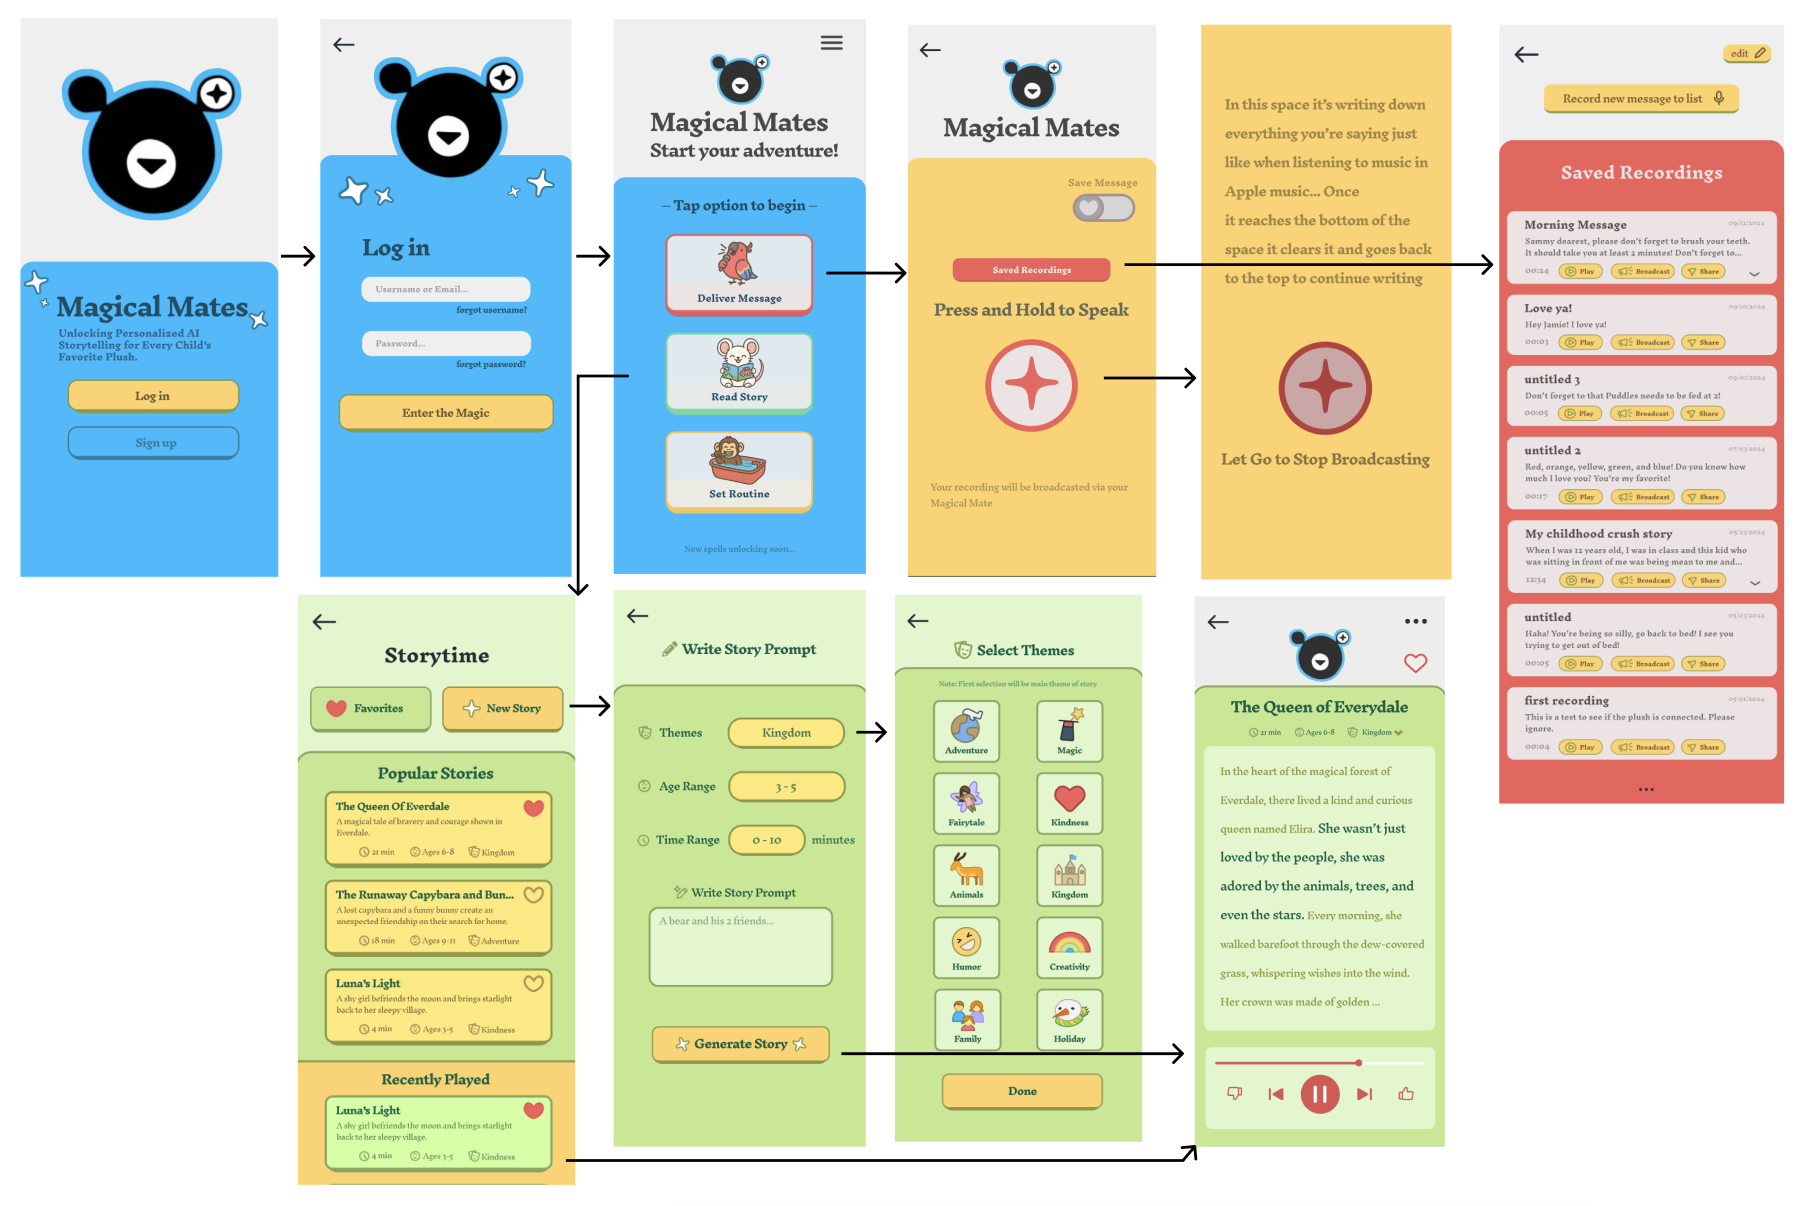 Magical Mates
Unlocking Personalized AI
Storytelling for Every Child's
Favorite Plush.
Log in
Sign up
Log in
Username or Email...
forgot username?
Password...
forgot password?
Enter the Magic
Magical Mates
Start your adventure!
– Tap option to begin –
Deliver Message
Read Story
Set Routine
New spells unlocking soon...
Magical Mates
Save Message
Saved Recordings
Press and Hold to Speak
Your recording will be broadcasted via your
Magical Mate
In this space it's writing down
everything you're saying just
like when listening to music in
Apple music... Once
it reaches the bottom of the
space it clears it and goes back
to the top to continue writing
Let Go to Stop Broadcasting
edit
Record new message to list
Saved Recordings
Morning Message 09/12/2024
Sammy dearest, please don't forget to brush your teeth.
It should take you at least 2 minutes! Don't forget to...
00:24 Play Broadcast Share
Love ya! 09/10/2024
Hey Jamie! I love ya!
00:03 Play Broadcast Share
untitled 3 09/01/2024
Don't forget to that Puddles needs to be fed at 2!
00:05 Play Broadcast Share
untitled 2 07/03/2024
Red, orange, yellow, green, and blue! Do you know how
much I love you? You're my favorite!
00:17 Play Broadcast Share
My childhood crush story 05/23/2024
When I was 12 years old, I was in class and this kid who
was sitting in front of me was being mean to me and...
12:34 Play Broadcast Share
untitled 05/03/2024
Haha! You're being so silly, go back to bed! I see you
trying to get out of bed!
00:05 Play Broadcast Share
first recording 05/01/2024
This is a test to see if the plush is connected. Please
ignore.
00:04 Play Broadcast Share
...
Storytime
Favorites
New Story
Popular Stories
The Queen Of Everdale
A magical tale of bravery and courage shown in
Everdale.
21 min Ages 6-8 Kingdom
The Runaway Capybara and Bun...
A lost capybara and a funny bunny create an
unexpected friendship on their search for home.
18 min Ages 9-11 Adventure
Luna's Light
A shy girl befriends the moon and brings starlight
back to her sleepy village.
4 min Ages 3-5 Kindness
Recently Played
Luna's Light
A shy girl befriends the moon and brings starlight
back to her sleepy village.
4 min Ages 3-5 Kindness
Write Story Prompt
Themes Kingdom
Age Range 3 - 5
Time Range 0 - 10 minutes
Write Story Prompt
A bear and his 2 friends...
Generate Story
Select Themes
Note: First selection will be main theme of story
Adventure
Magic
Fairytale
Kindness
Animals
Kingdom
Humor
Creativity
Family
Holiday
Done
The Queen of Everydale
21 min Ages 6-8 Kingdom
In the heart of the magical forest of
Everdale, there lived a kind and curious
queen named Elira. She wasn't just
loved by the people, she was
adored by the animals, trees, and
even the stars. Every morning, she
walked barefoot through the dew-covered
grass, whispering wishes into the wind.
Her crown was made of golden ...